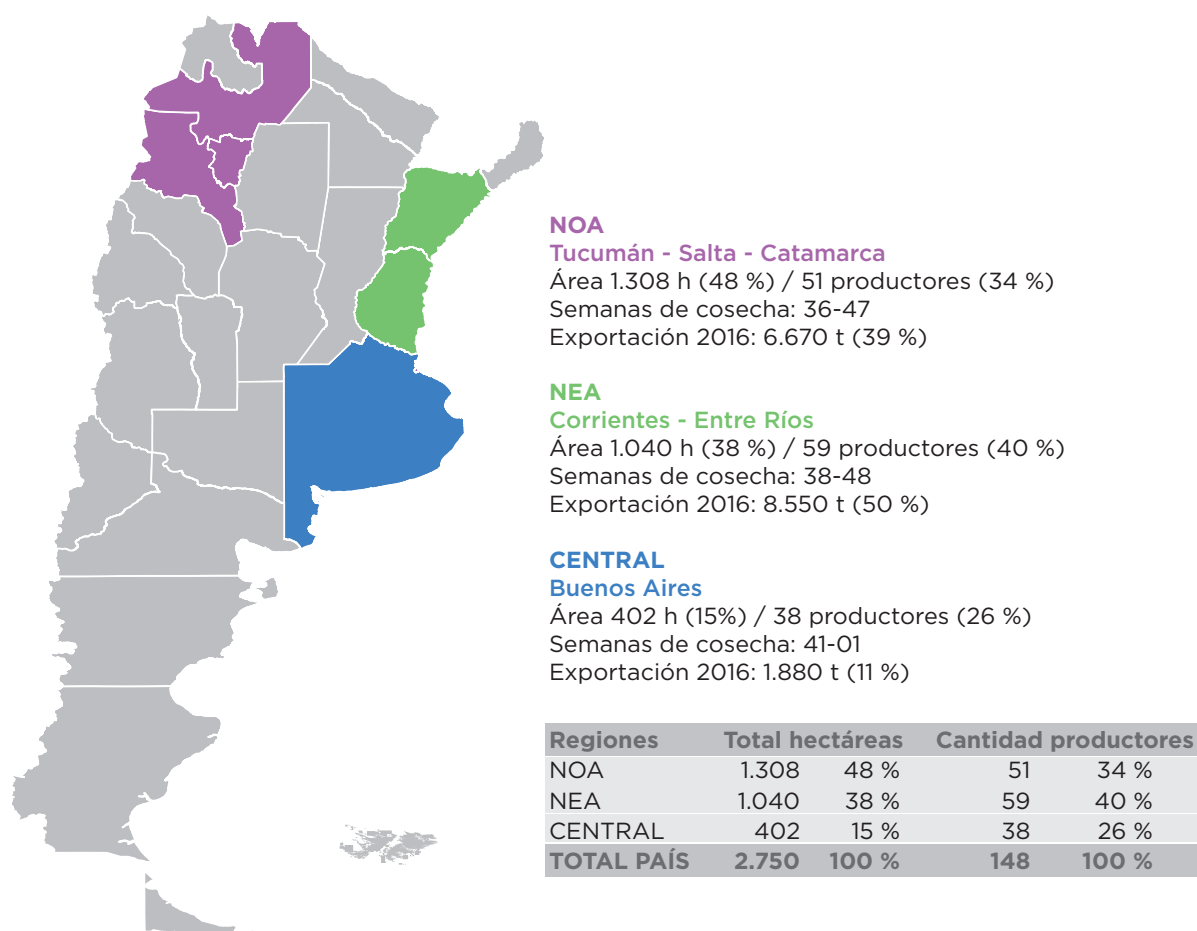 NOA
Tucumán - Salta - Catamarca
Área 1.308 h (48 %) / 51 productores (34 %)
Semanas de cosecha: 36-47
Exportación 2016: 6.670 t (39 %)
NEA
Corrientes - Entre Ríos
Área 1.040 h (38 %) / 59 productores (40 %)
Semanas de cosecha: 38-48
Exportación 2016: 8.550 t (50 %)
CENTRAL
Buenos Aires
Área 402 h (15%) / 38 productores (26 %)
Semanas de cosecha: 41-01
Exportación 2016: 1.880 t (11 %)
Regiones Total hectáreas Cantidad productores
NOA 1.308 48 % 51 34 %
NEA 1.040 38 % 59 40 %
CENTRAL 402 15 % 38 26 %
TOTAL PAÍS 2.750 100 % 148 100 %